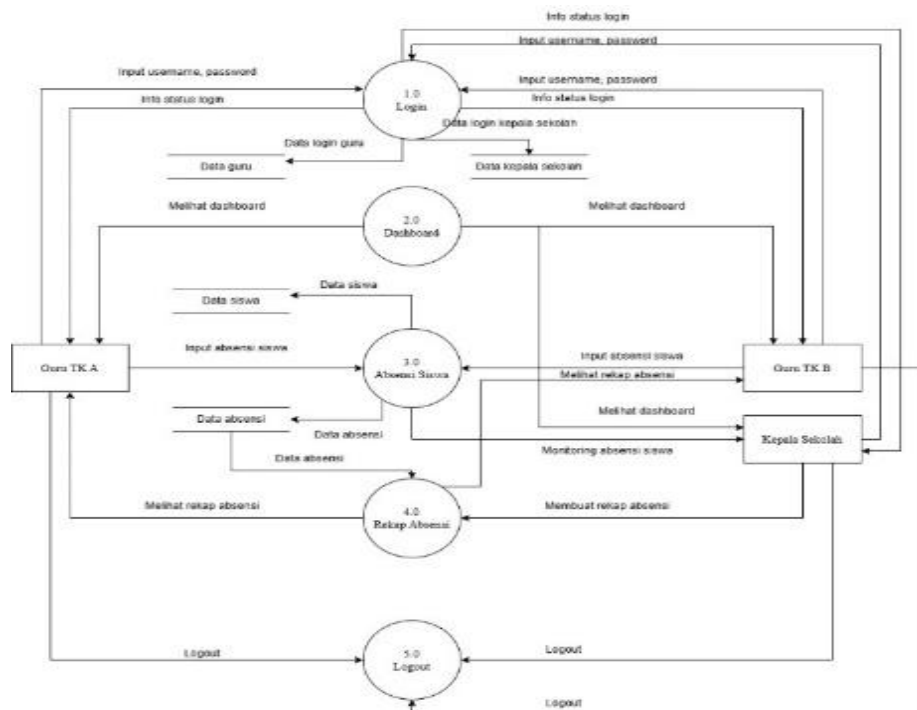 Info status login
Input username, password
Input username, password
Input username, password
Info status login
1.0
Login
Info status login
Data login kepala sekolah
Data login guru
Data guru
Data kepala sekolah
Melihat dashboard
2.0
Dashboard
Melihat dashboard
Data siswa
Data siswa
Input absensi siswa
3.0
Absensi Siswa
Input absensi siswa
Melihat rekap absensi
Guru TK A
Guru TK B
Data absensi
Data absensi
Melihat dashboard
Kepala Sekolah
Monitoring absensi siswa
Data absensi
Melihat rekap absensi
4.0
Rekap Absensi
Membuat rekap absensi
Logout
5.0
Logout
Logout
Logout